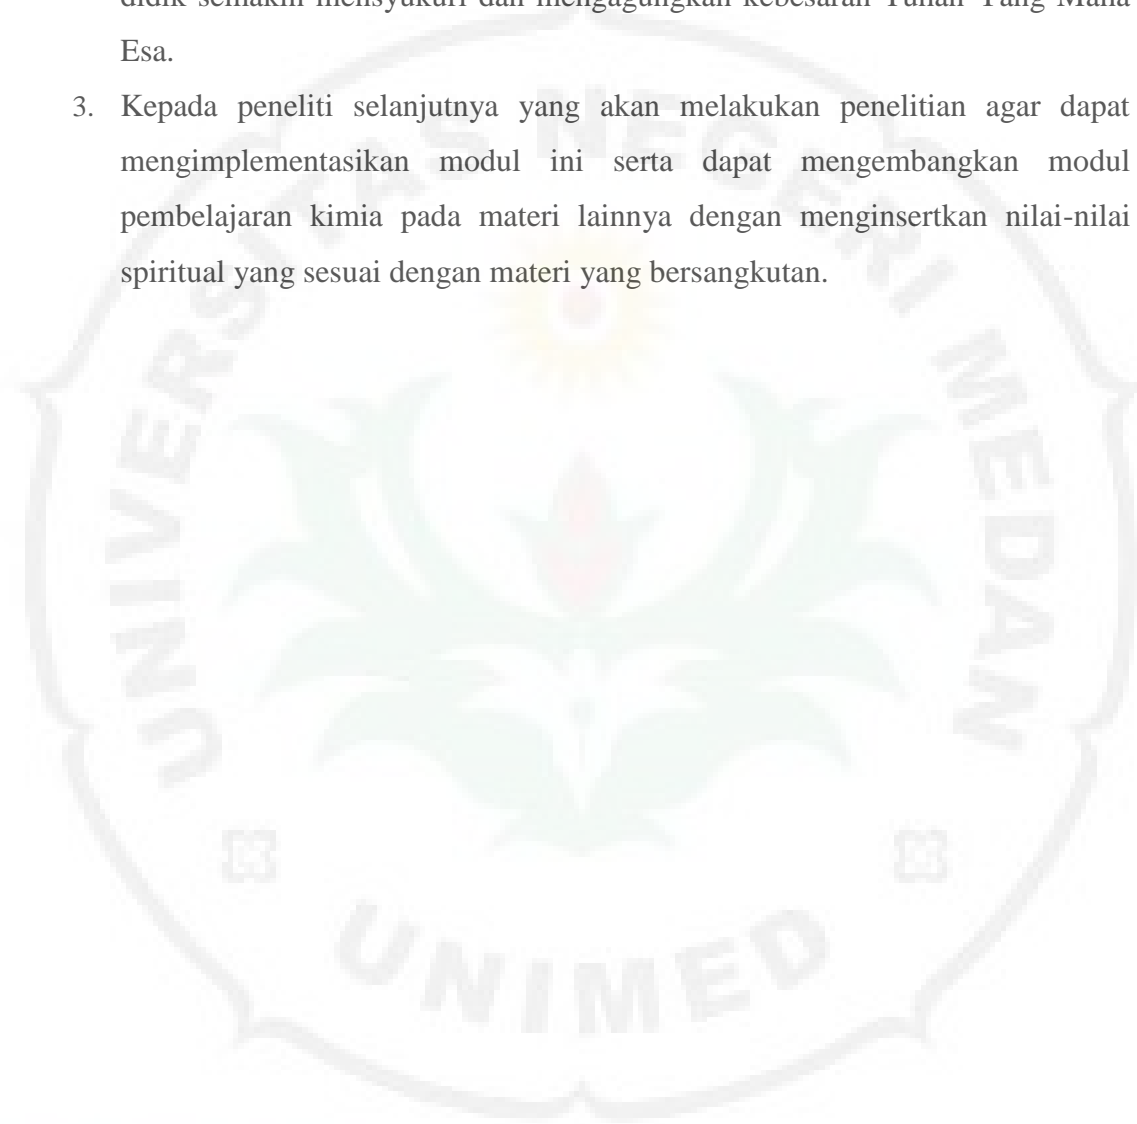 didik semakin mensyukuri dan mengagungkan kebesaran Tuhan Yang Maha
Esa.
3. Kepada peneliti selanjutnya yang akan melakukan penelitian agar dapat
mengimplementasikan modul ini serta dapat mengembangkan modul
pembelajaran kimia pada materi lainnya dengan menginsertkan nilai-nilai
spiritual yang sesuai dengan materi yang bersangkutan.
UNIVERSITAS NEGERI MEDAN
UNIMED